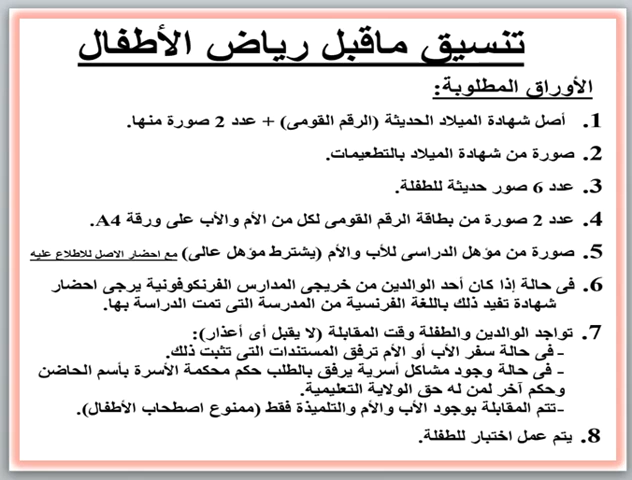 تنسيق ماقبل رياض الأطفال
الأوراق المطلوبة:
1. أصل شهادة الميلاد الحديثة (الرقم القومى) + عدد 2 صورة منها.
2. صورة من شهادة الميلاد بالتطعيمات.
3. عدد 6 صور حديثة للطفلة.
4. عدد 2 صورة من بطاقة الرقم القومى لكل من الأم والأب على ورقة A4.
5. صورة من مؤهل الدراسى للأب والأم (يشترط مؤهل عالى) مع احضار الاصل للاطلاع عليه
6. فى حالة إذا كان أحد الوالدين من خريجى المدارس الفرنكوفونية يرجى احضار
شهادة تفيد ذلك باللغة الفرنسية من المدرسة التى تمت الدراسة بها.
7. تواجد الوالدين والطفلة وقت المقابلة (لا يقبل أى أعذار):
- فى حالة سفر الأب أو الأم ترفق المستندات التى تثبت ذلك.
- فى حالة وجود مشاكل أسرية يرفق بالطلب حكم محكمة الأسرة بأسم الحاضن
وحكم آخر لمن له حق الولاية التعليمية.
-تتم المقابلة بوجود الأب والأم والتلميذة فقط (ممنوع اصطحاب الأطفال).
8. يتم عمل اختبار للطفلة.